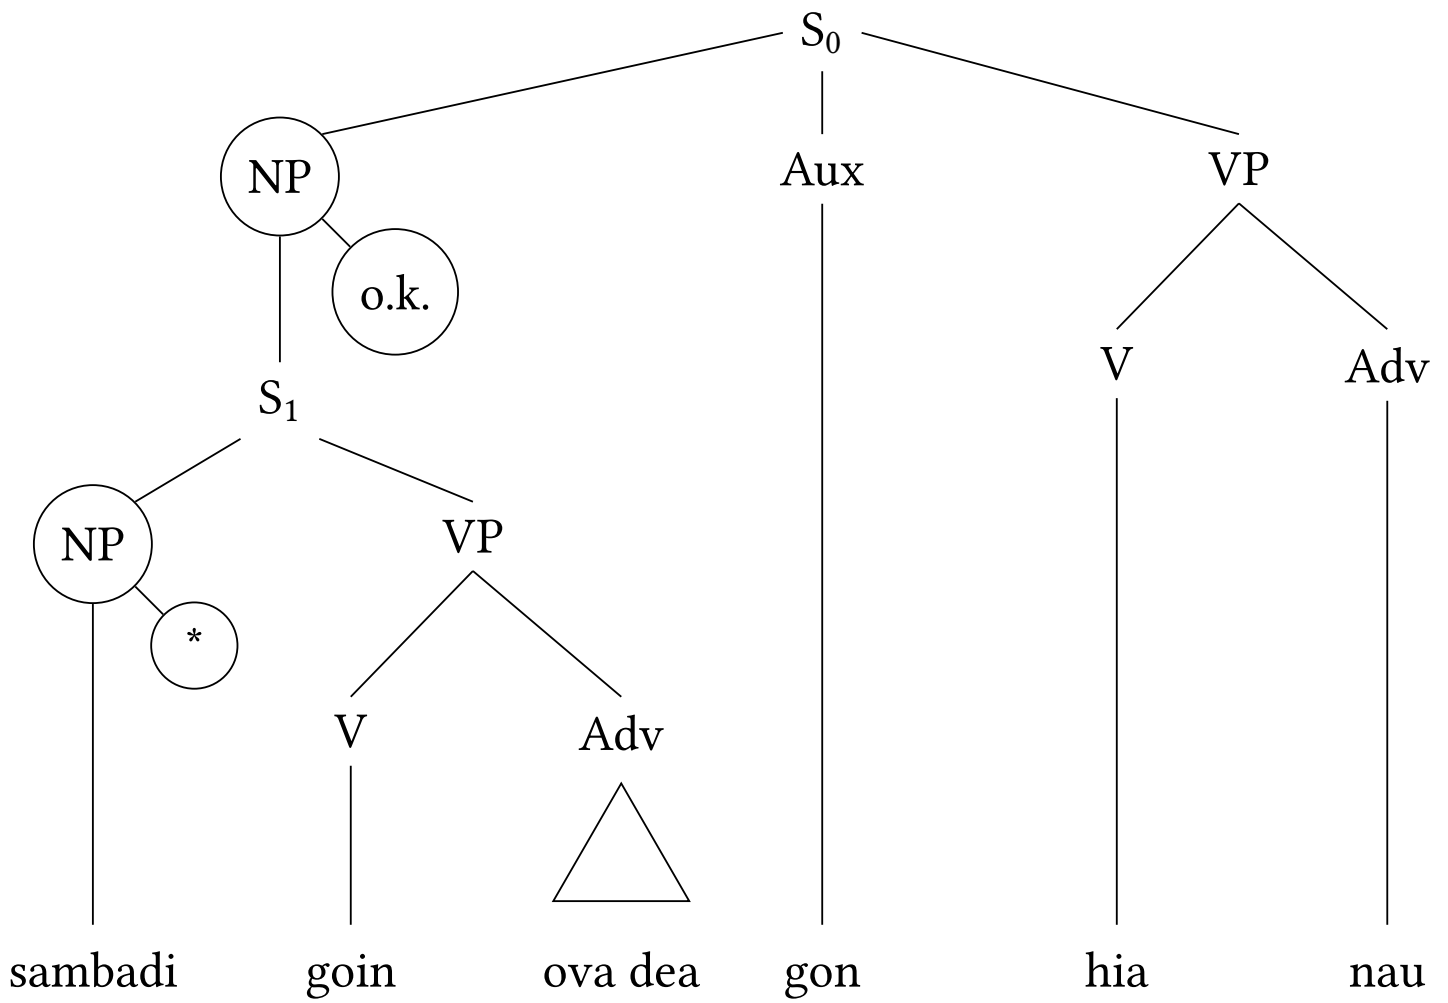 S₀
NP Aux VP
o.k.
V Adv
S₁
NP VP
*
V Adv
sambadi goin ova dea gon hia nau